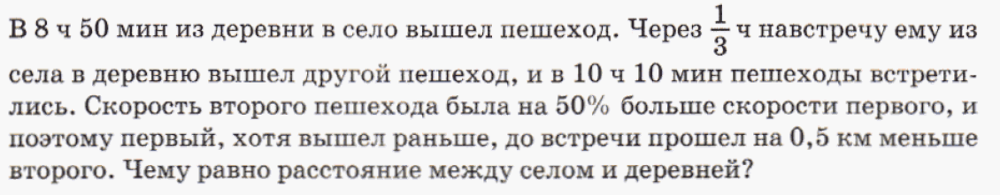 В 8 ч 50 мин из деревни в село вышел пешеход. Через 1/3 ч навстречу ему из
села в деревню вышел другой пешеход, и в 10 ч 10 мин пешеходы встрети-
лись. Скорость второго пешехода была на 50% больше скорости первого, и
поэтому первый, хотя вышел раньше, до встречи прошел на 0,5 км меньше
второго. Чему равно расстояние между селом и деревней?